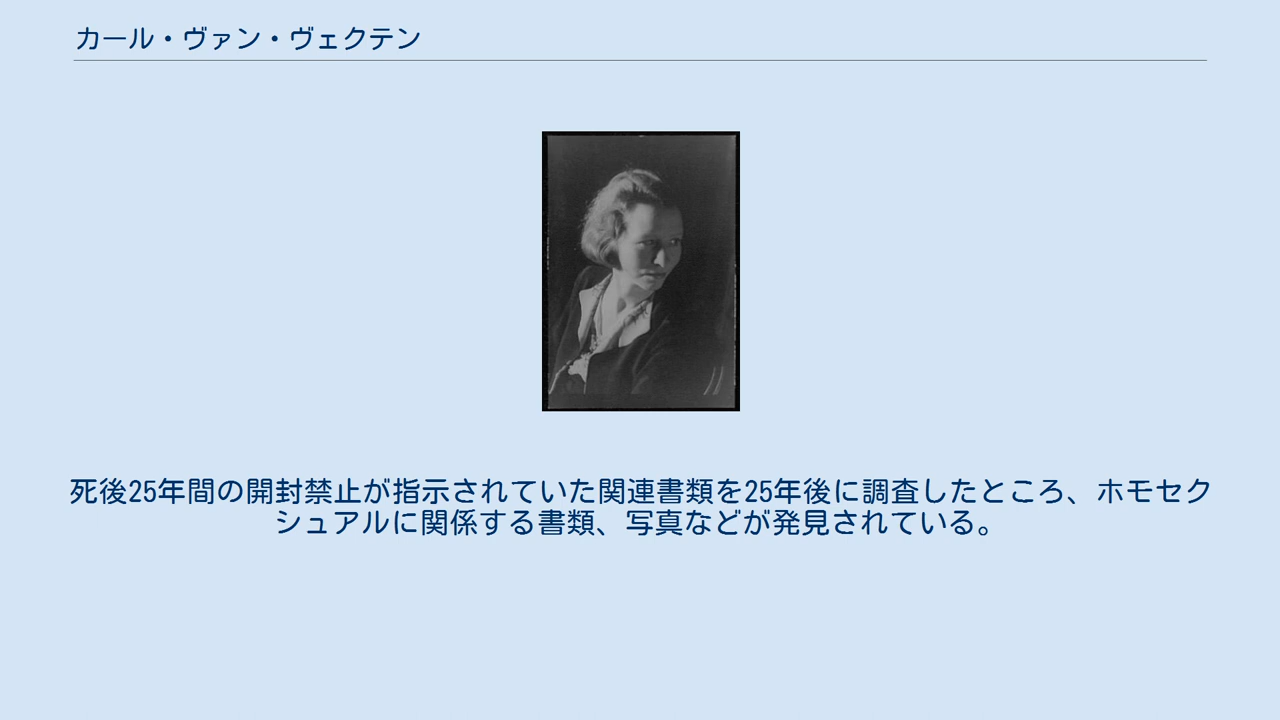 カール・ヴァン・ヴェクテン
死後25年間の開封禁止が指示されていた関連書類を25年後に調査したところ、ホモセク
シュアルに関係する書類、写真などが発見されている。